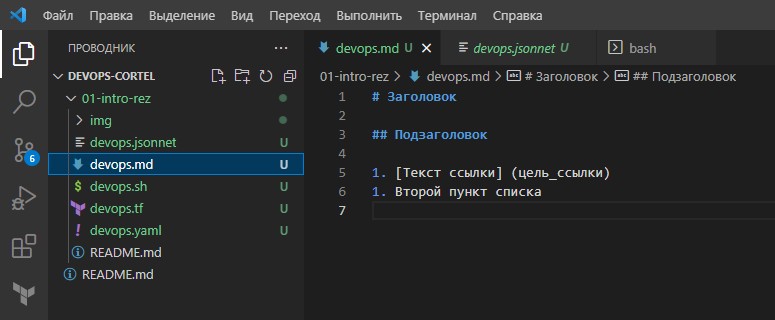 Файл Правка Выделение Вид Переход Выполнить Терминал Справка
ПРОВОДНИК
DEVOPS-CORTEL
01-intro-rez
img
devops.jsonnet U
devops.md U
devops.sh U
devops.tf U
devops.yaml U
README.md
README.md
6
devops.md U
devops.jsonnet U
bash
01-intro-rez > devops.md > # Заголовок > ## Подзаголовок
1 # Заголовок
2
3 ## Подзаголовок
4
5 1. [Текст ссылки] (цель_ссылки)
6 1. Второй пункт списка
7